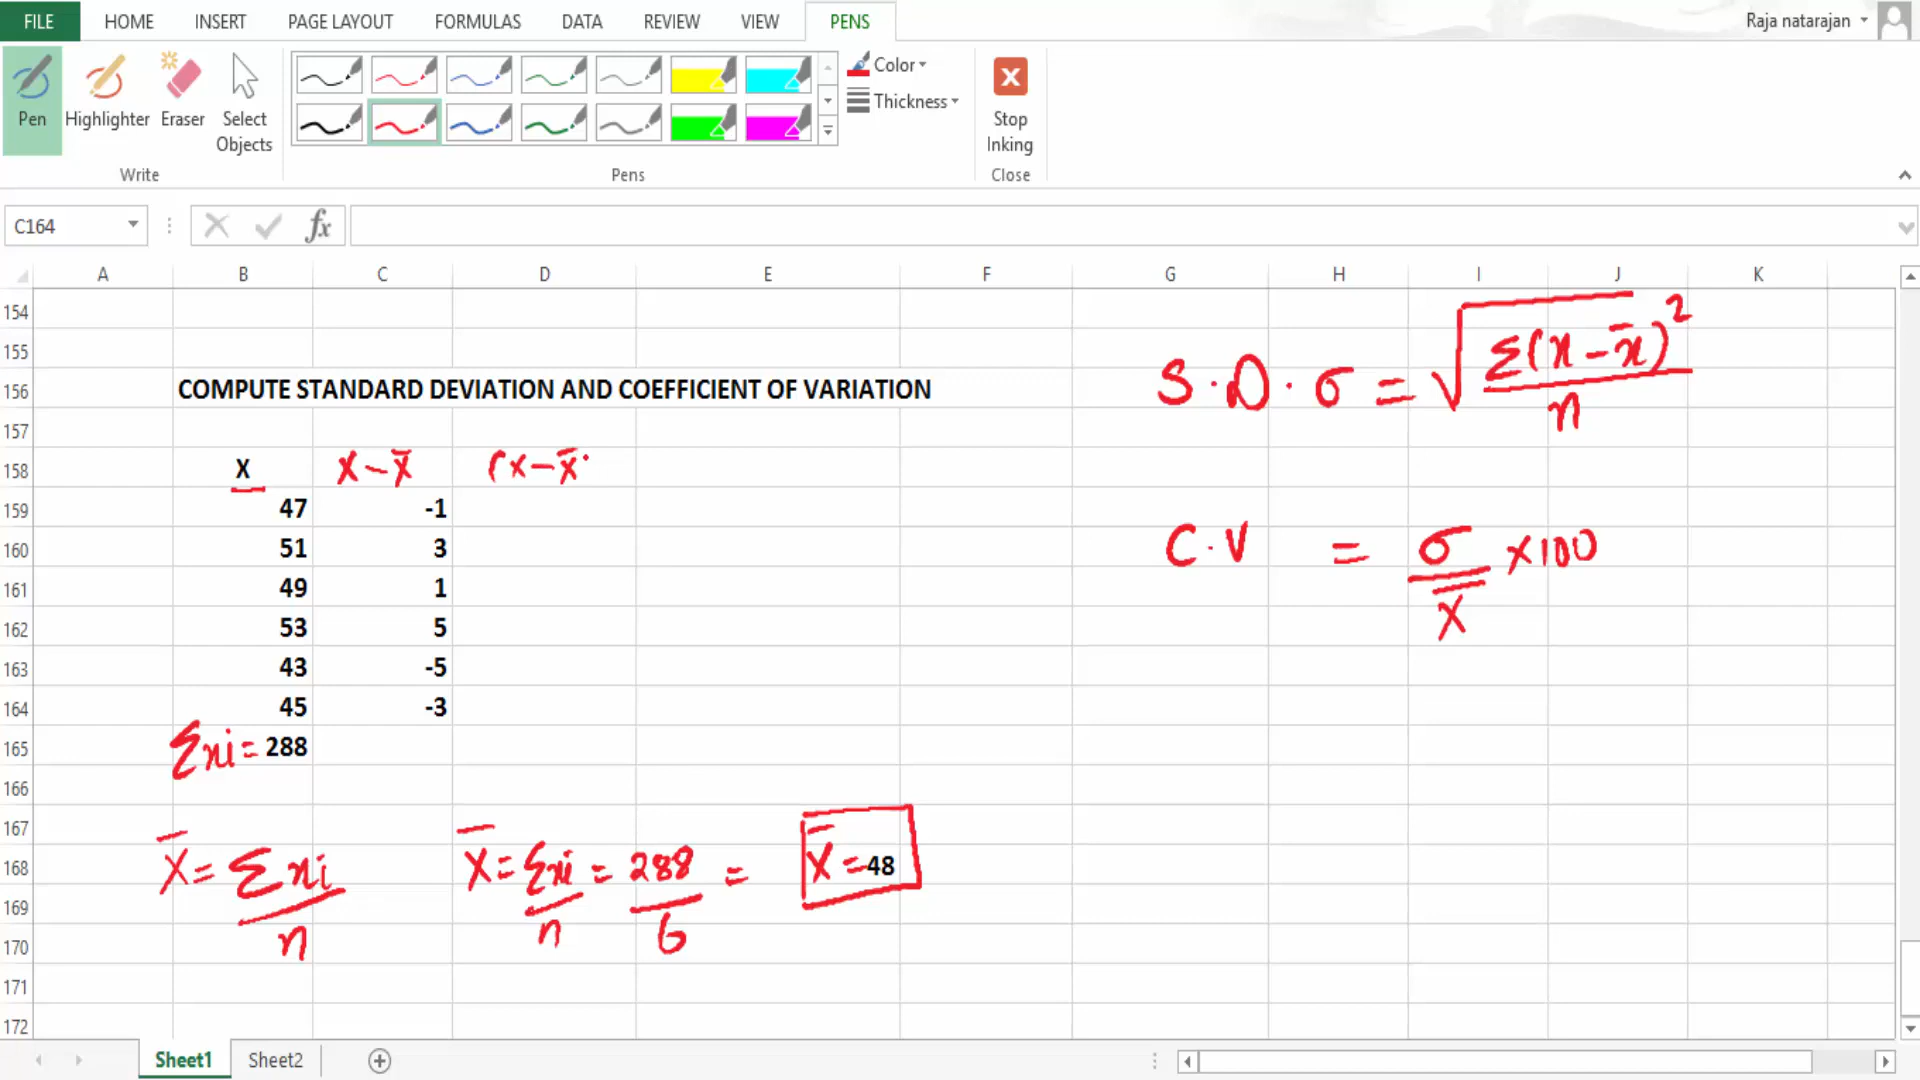 FILE HOME INSERT PAGE LAYOUT FORMULAS DATA REVIEW VIEW PENS Raja natarajan
Pen Highlighter Eraser Select Objects
Color
Thickness
Stop Inking
Write Pens Close
C164 fx
A B C D E F G H I J K
154
155
S.D. σ = √Σ(x-x̄)²/n
156 COMPUTE STANDARD DEVIATION AND COEFFICIENT OF VARIATION
157
158 X X-X̄ (X-X̄
159 47 -1
160 51 3
C.V = σ/X̄ ×100
161 49 1
162 53 5
163 43 -5
164 45 -3
165 Σxi= 288
166
167
168 X̄ = Σxi/n X̄ = Σxi/n = 288/6 = X̄ = 48
169
170
171
172
Sheet1 Sheet2